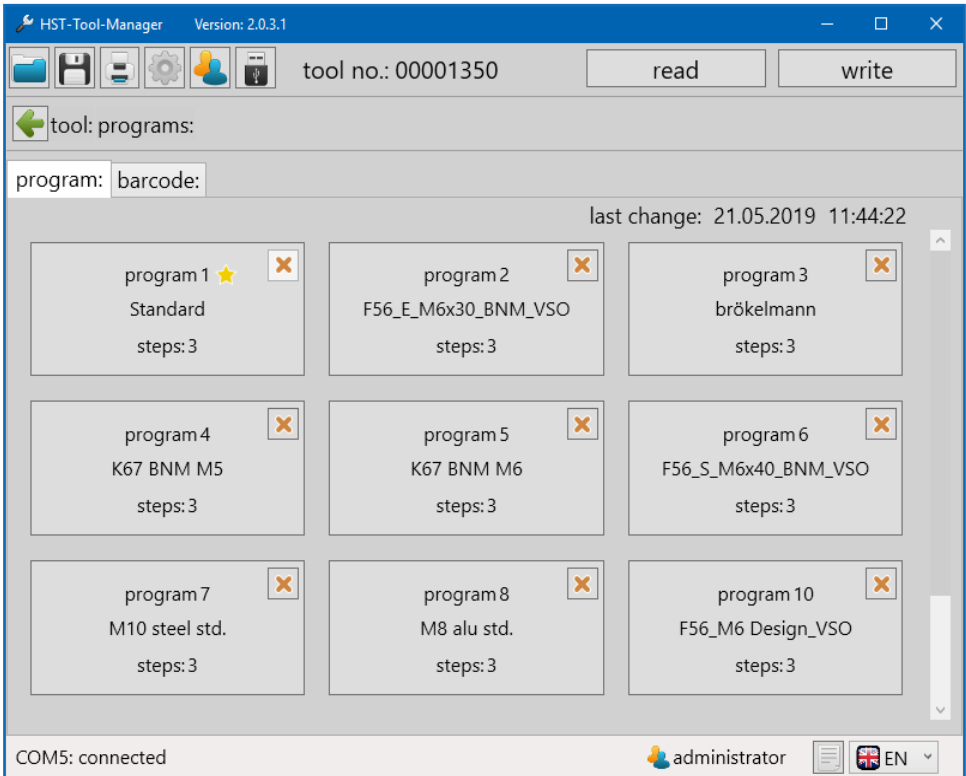 HST-Tool-Manager Version: 2.0.3.1
tool no.: 00001350 read write
tool: programs:
program: barcode:
last change: 21.05.2019 11:44:22
program 1
Standard
steps: 3
program 2
F56_E_M6x30_BNM_VSO
steps: 3
program 3
brökelmann
steps: 3
program 4
K67 BNM M5
steps: 3
program 5
K67 BNM M6
steps: 3
program 6
F56_S_M6x40_BNM_VSO
steps: 3
program 7
M10 steel std.
steps: 3
program 8
M8 alu std.
steps: 3
program 10
F56_M6 Design_VSO
steps: 3
COM5: connected administrator EN